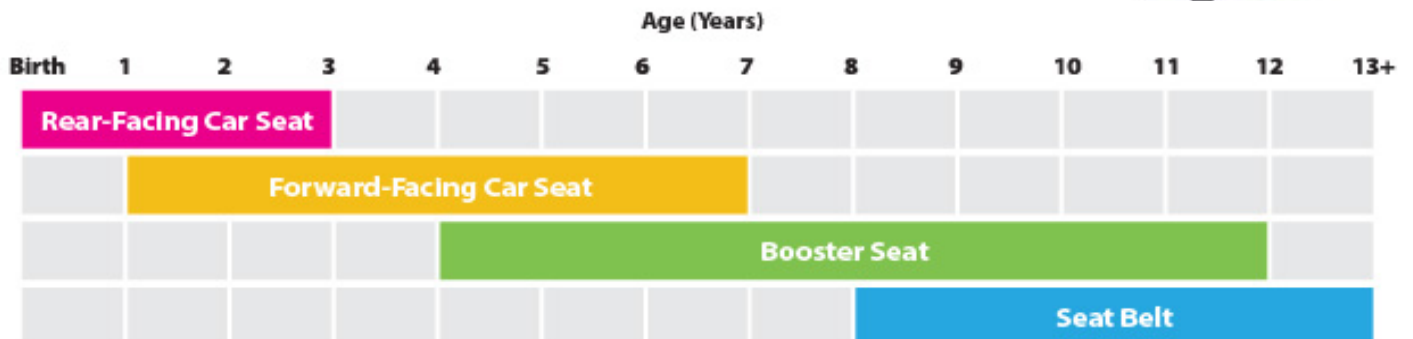 Age (Years)
Birth 1 2 3 4 5 6 7 8 9 10 11 12 13+
Rear-Facing Car Seat
Forward-Facing Car Seat
Booster Seat
Seat Belt